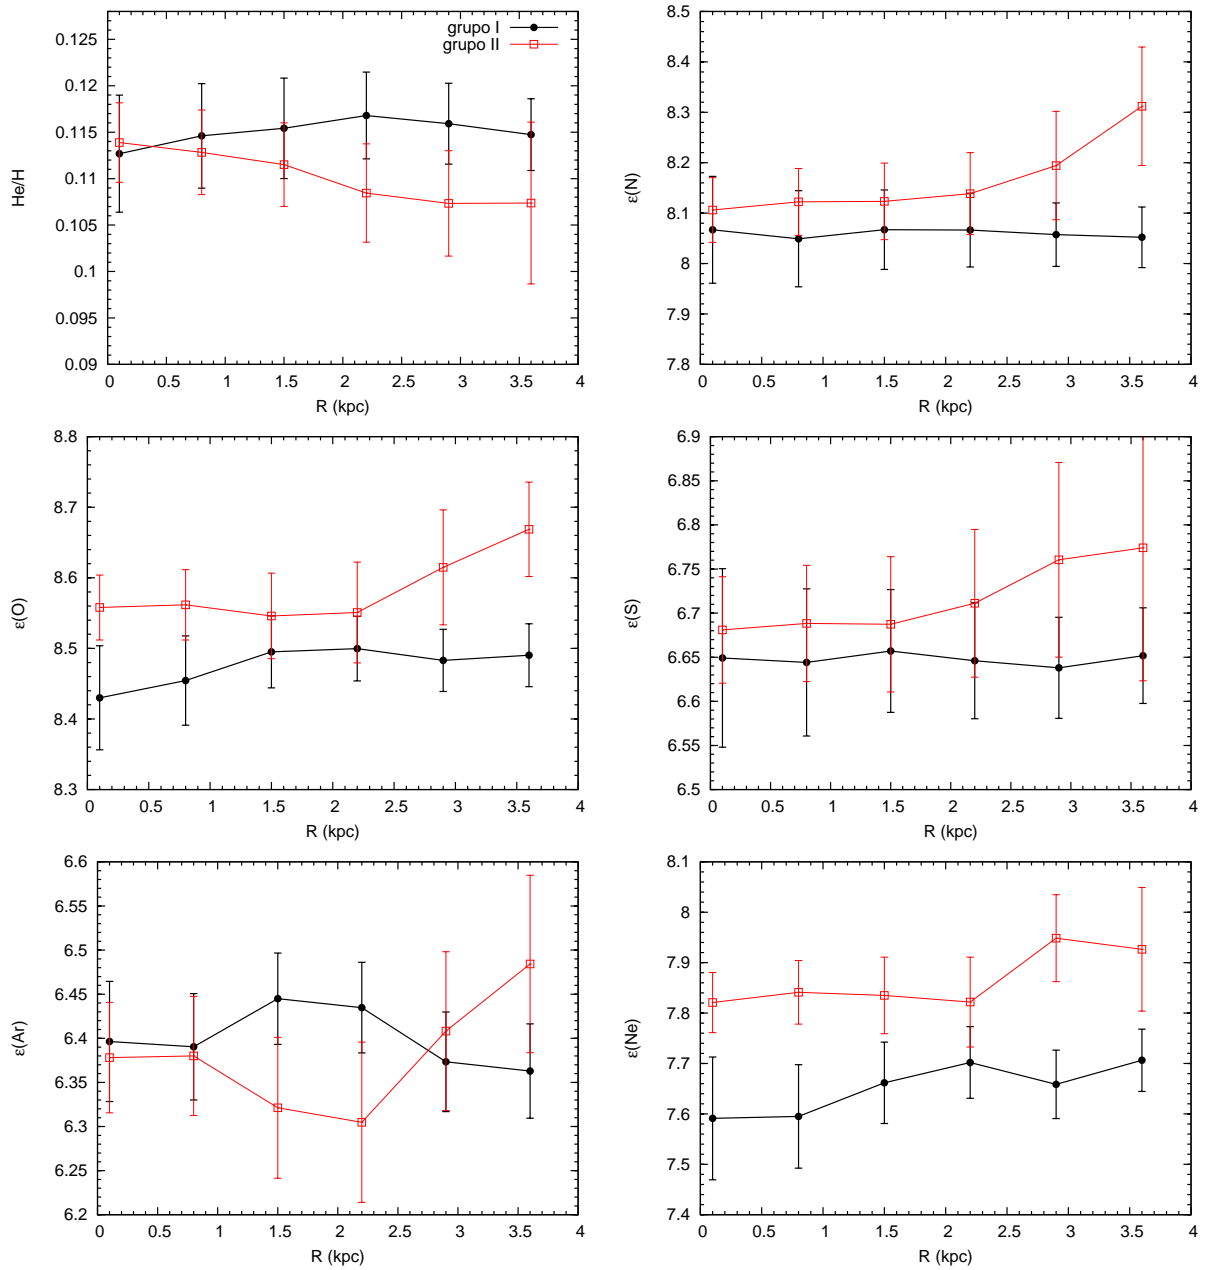 grupo I
grupo II
He/H
0.125
0.12
0.115
0.11
0.105
0.1
0.095
0.09
0 0.5 1 1.5 2 2.5 3 3.5 4
R (kpc)
ε(N)
8.5
8.4
8.3
8.2
8.1
8
7.9
7.8
0 0.5 1 1.5 2 2.5 3 3.5 4
R (kpc)
ε(O)
8.8
8.7
8.6
8.5
8.4
8.3
0 0.5 1 1.5 2 2.5 3 3.5 4
R (kpc)
ε(S)
6.9
6.85
6.8
6.75
6.7
6.65
6.6
6.55
6.5
0 0.5 1 1.5 2 2.5 3 3.5 4
R (kpc)
ε(Ar)
6.6
6.55
6.5
6.45
6.4
6.35
6.3
6.25
6.2
0 0.5 1 1.5 2 2.5 3 3.5 4
R (kpc)
ε(Ne)
8.1
8
7.9
7.8
7.7
7.6
7.5
7.4
0 0.5 1 1.5 2 2.5 3 3.5 4
R (kpc)